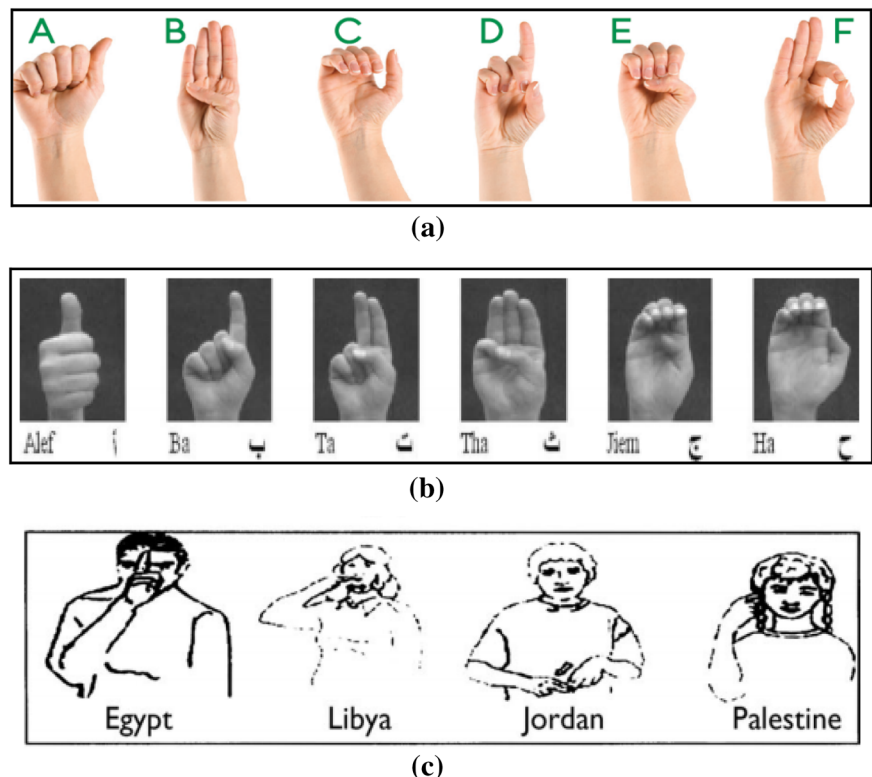 A B C D E F
(a)
Alef أ Ba ب Ta ت Tha ث Jiem ج Ha ح
(b)
Egypt Libya Jordan Palestine
(c)